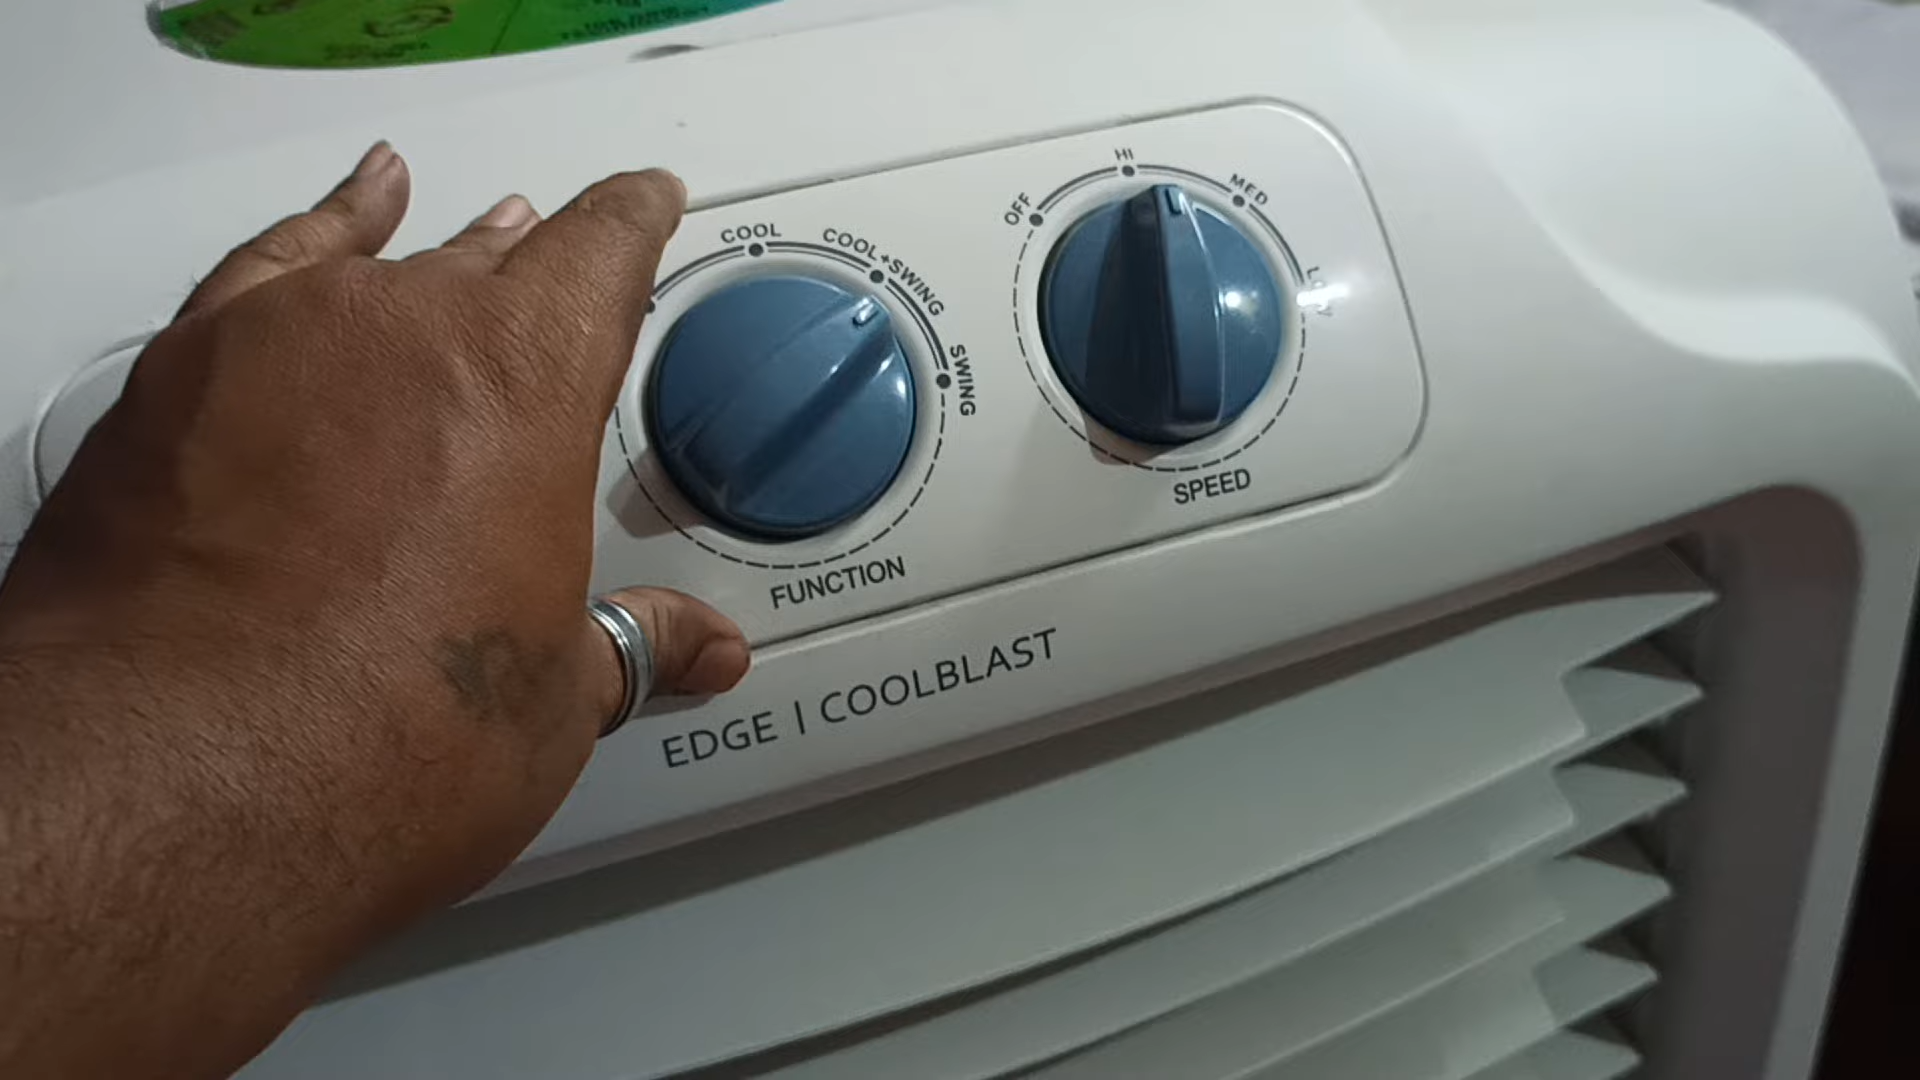 COOL
COOL+SWING
SWING
FUNCTION
OFF
HI
MED
SPEED
EDGE | COOLBLAST